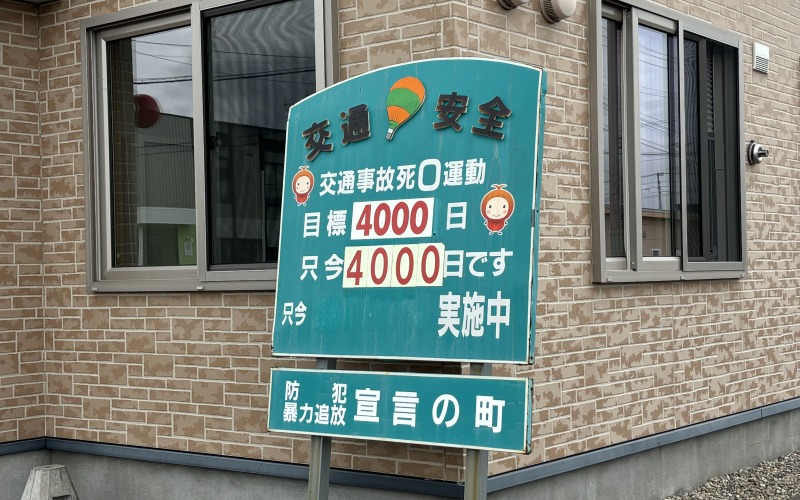 交通安全
交通事故死0運動
目標4000日
只今4000日です
只今 実施中
防犯
暴力追放
宣言の町